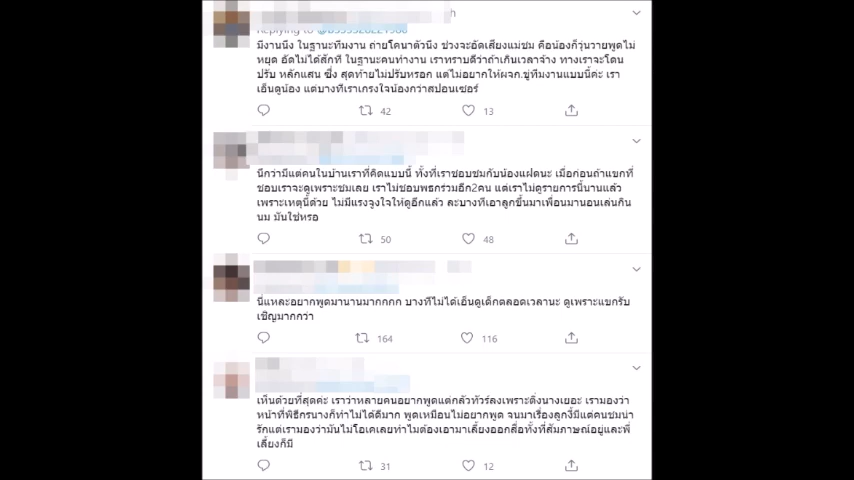 h
Replying to
มีงานนึง ในฐานะทีมงาน ถ่ายโคนาตัวนึง ช่วงจะอัดเสียงแม่ชม คือน้องก็วุ่นวายพูดไม่
หยุด อัดไม่ได้สักที ในฐานะคนทำงาน เราทราบดีว่าถ้าเกินเวลาจ้าง ทางเราจะโดน
ปรับ หลักแสน ซึ่ง สุดท้ายไม่ปรับหรอก แต่ไม่อยากให้ผจก.ขู่ทีมงานแบบนี้ค่ะ เรา
เอ็นดูน้อง แต่บางทีเราเกรงใจน้องกว่าสปอนเซอร์
42 13
นึกว่ามีแต่คนในบ้านเราที่คิดแบบนี้ ทั้งที่เราชอบชมกับน้องแฝดนะ เมื่อก่อนถ้าแขกที่
ชอบเราจะดูเพราะชมเลย เราไม่ชอบพธกร่วมอีก2คน แต่เราไม่ดูรายการนี้นานแล้ว
เพราะเหตุนี้ด้วย ไม่มีแรงจูงใจให้ดูอีกแล้ว ละบางทีเอาลูกขึ้นมาเพื่อนมานอนเล่นกิน
นม มันใช่หรอ
50 48
นี่แหละอยากพูดมานานมากกกก บางทีไม่ได้เอ็นดูเด็กตลอดเวลานะ ดูเพราะแขกรับ
เชิญมากกว่า
164 116
เห็นด้วยที่สุดค่ะ เราว่าหลายคนอยากพูดแต่กลัวทัวร์ลงเพราะติ่งนางเยอะ เรามองว่า
หน้าที่พิธีกรนางก็ทำไม่ได้ดีมาก พูดเหมือนไม่อยากพูด จนมาเรื่องลูกงี้มีแต่คนชมน่า
รักแต่เรามองว่ามันไม่โอเคเลยทำไมต้องเอามาเลี้ยงออกสื่อทั้งที่สัมภาษณ์อยู่และพี่
เลี้ยงก็มี
31 12